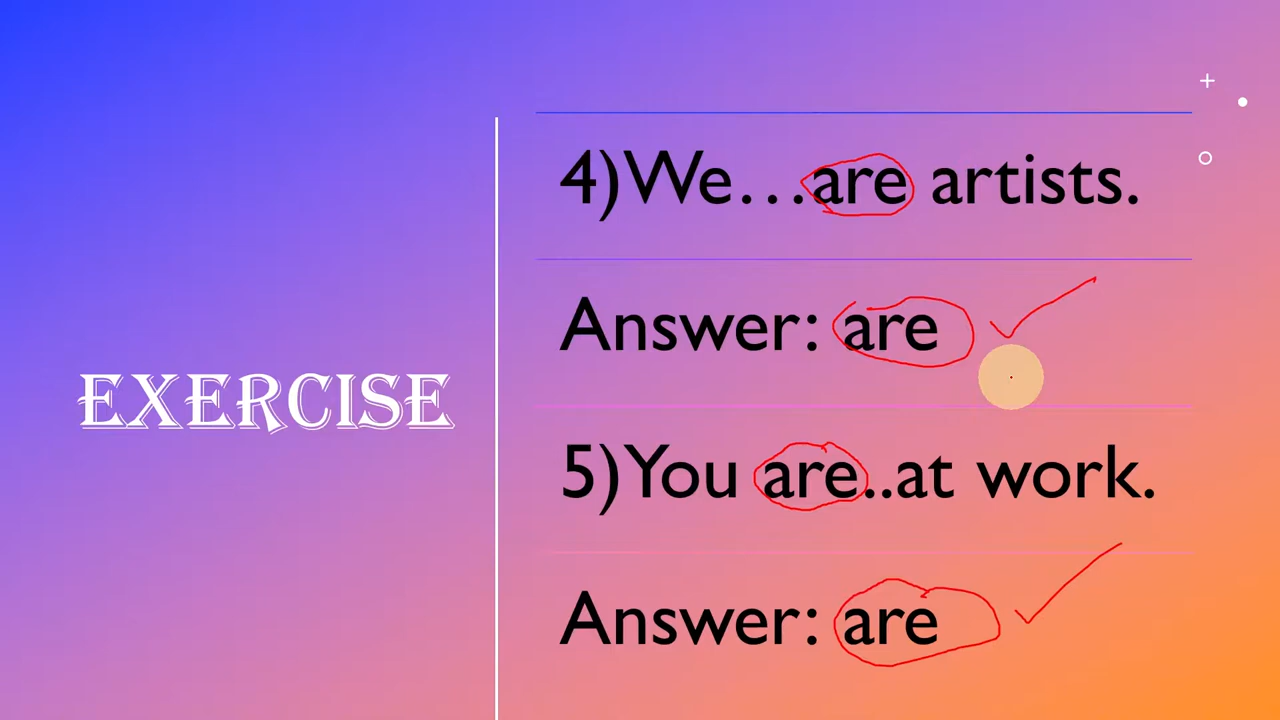 EXERCISE
4)We...are artists.
Answer: are
5)You are..at work.
Answer: are